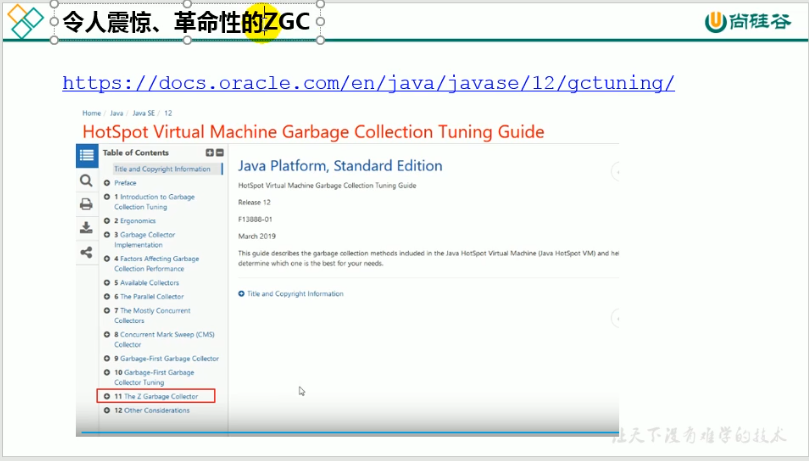 令人震惊、革命性的ZGC
尚硅谷
https://docs.oracle.com/en/java/javase/12/gctuning/
Home / Java / Java SE / 12
HotSpot Virtual Machine Garbage Collection Tuning Guide
Table of Contents
Title and Copyright Information
Preface
1 Introduction to Garbage
Collection Tuning
2 Ergonomics
3 Garbage Collector
Implementation
4 Factors Affecting Garbage
Collection Performance
5 Available Collectors
6 The Parallel Collector
7 The Mostly Concurrent
Collectors
8 Concurrent Mark Sweep (CMS)
Collector
9 Garbage-First Garbage Collector
10 Garbage-First Garbage
Collector Tuning
11 The Z Garbage Collector
12 Other Considerations
Java Platform, Standard Edition
HotSpot Virtual Machine Garbage Collection Tuning Guide
Release 12
F13888-01
March 2019
This guide describes the garbage collection methods included in the Java HotSpot Virtual Machine (Java HotSpot VM) and hel
determine which one is the best for your needs.
Title and Copyright Information
让天下没有难学的技术